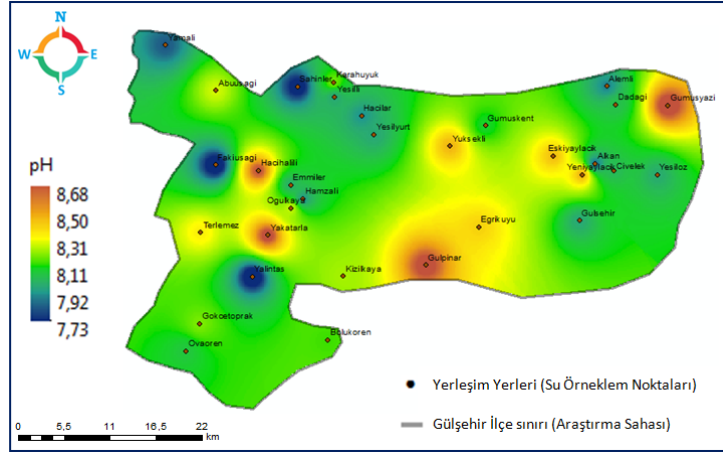 N
W E
S
Yamali
Abuusagi
Sahinler
Karahuyuk
Yesilli
Hacilar
Yesilyurt
Alemli
Dadagi
Gumusyazi
Gumuskent
Yuksekli
Eskiyaylacik
Alkan
Yeniyaylacik
Civelek
Yesiloz
Fakiusagi
Hacihalilli
Emmiler
Hamzali
Ogulkaya
Gulsehir
Terlemez
Yakatarla
Egrikuyu
Yalintas
Kizilkaya
Gulpinar
Gokcetoprak
Ovaoren
Bolukoren
pH
8,68
8,50
8,31
8,11
7,92
7,73
Yerleşim Yerleri (Su Örneklem Noktaları)
Gülşehir İlçe sınırı (Araştırma Sahası)
0 5,5 11 16,5 22
km